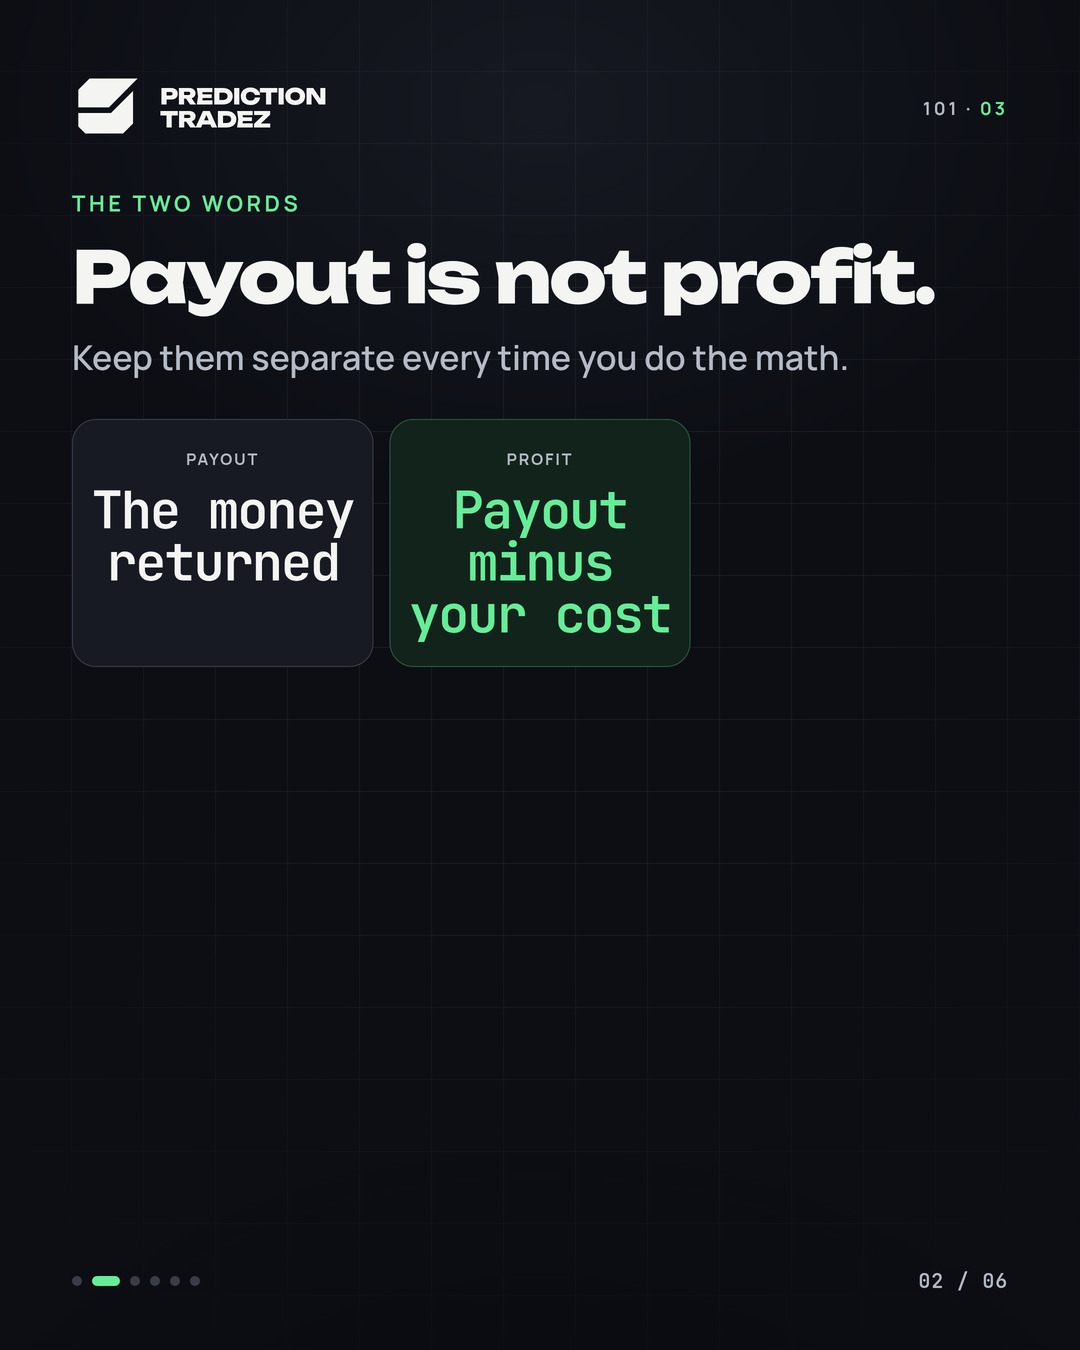 PREDICTION
TRADEZ
101 · 03
THE TWO WORDS
Payout is not profit.
Keep them separate every time you do the math.
PAYOUT
The money
returned
PROFIT
Payout
minus
your cost
02 / 06